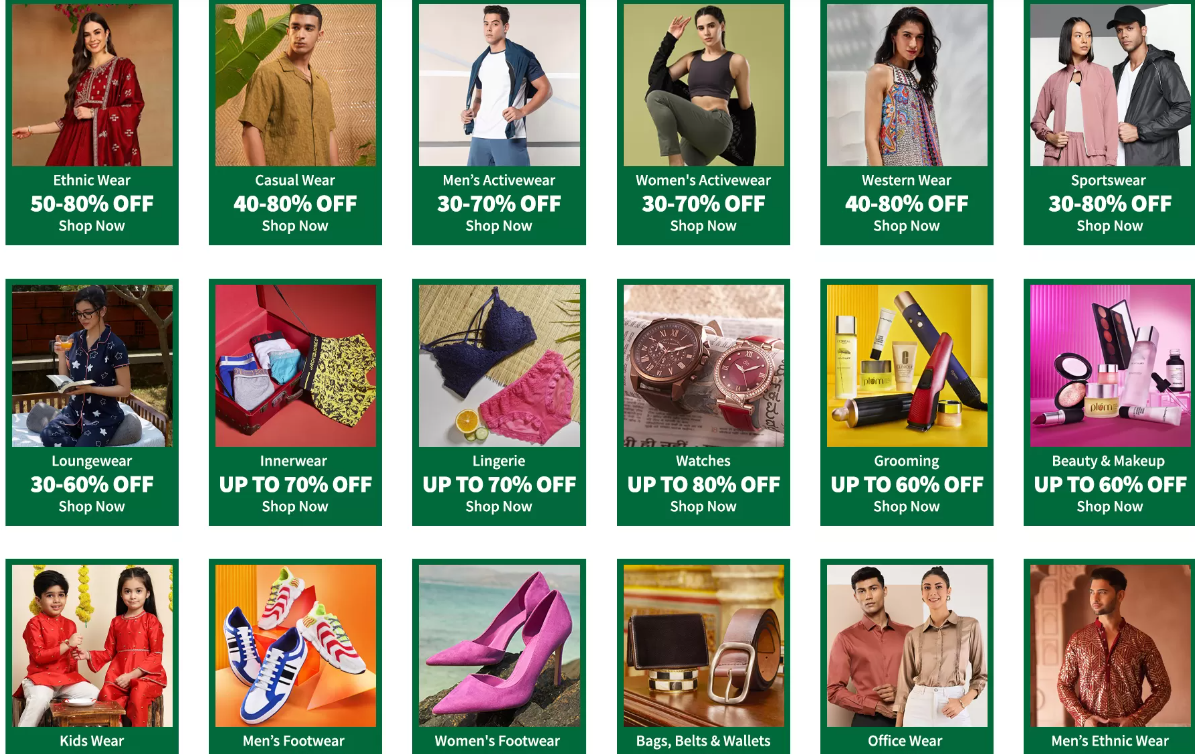 Ethnic Wear
50-80% OFF
Shop Now
Casual Wear
40-80% OFF
Shop Now
Men’s Activewear
30-70% OFF
Shop Now
Women's Activewear
30-70% OFF
Shop Now
Western Wear
40-80% OFF
Shop Now
Sportswear
30-80% OFF
Shop Now
Loungewear
30-60% OFF
Shop Now
Innerwear
UP TO 70% OFF
Shop Now
Lingerie
UP TO 70% OFF
Shop Now
Watches
UP TO 80% OFF
Shop Now
plum
Grooming
UP TO 60% OFF
Shop Now
plum
Beauty & Makeup
UP TO 60% OFF
Shop Now
Kids Wear
Men’s Footwear
Women's Footwear
Bags, Belts & Wallets
Office Wear
Men’s Ethnic Wear